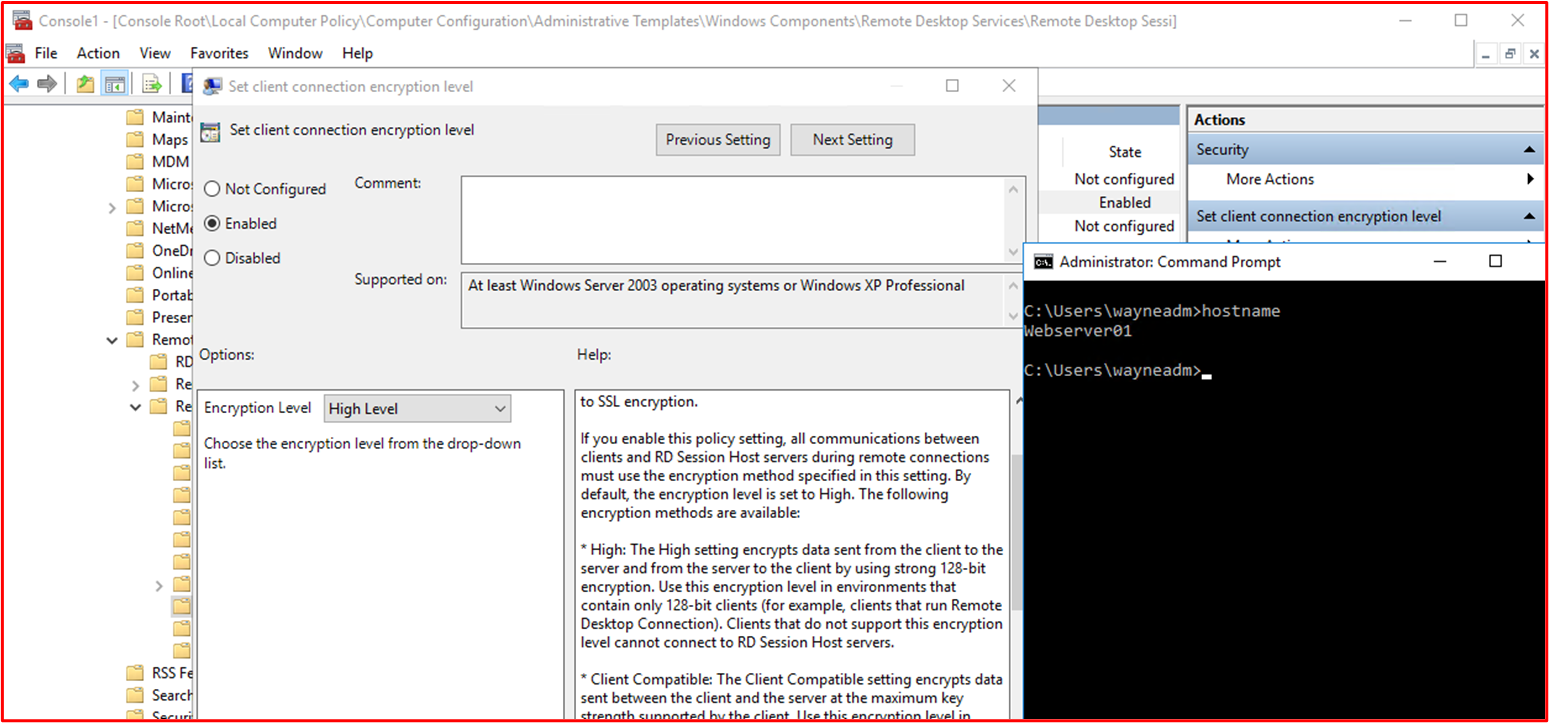 Console1 - [Console Root\Local Computer Policy\Computer Configuration\Administrative Templates\Windows Components\Remote Desktop Services\Remote Desktop Sessi]
File Action View Favorites Window Help
Maint
Maps
MDM
Micros
Micros
NetMe
OneDr
Online
Portab
Presen
Remot
RD
Re
Re
RSS Fe
Search
Securi
Set client connection encryption level
Set client connection encryption level
Previous Setting
Next Setting
Not Configured
Enabled
Disabled
Comment:
Supported on:
At least Windows Server 2003 operating systems or Windows XP Professional
Options:
Help:
Encryption Level High Level
Choose the encryption level from the drop-down
list.
to SSL encryption.
If you enable this policy setting, all communications between
clients and RD Session Host servers during remote connections
must use the encryption method specified in this setting. By
default, the encryption level is set to High. The following
encryption methods are available:
* High: The High setting encrypts data sent from the client to the
server and from the server to the client by using strong 128-bit
encryption. Use this encryption level in environments that
contain only 128-bit clients (for example, clients that run Remote
Desktop Connection). Clients that do not support this encryption
level cannot connect to RD Session Host servers.
* Client Compatible: The Client Compatible setting encrypts data
sent between the client and the server at the maximum key
strength supported by the client. Use this encryption level in
State
Not configured
Enabled
Not configured
Actions
Security
More Actions
Set client connection encryption level
Administrator: Command Prompt
C:\Users\wayneadm>hostname
Webserver01
C:\Users\wayneadm>